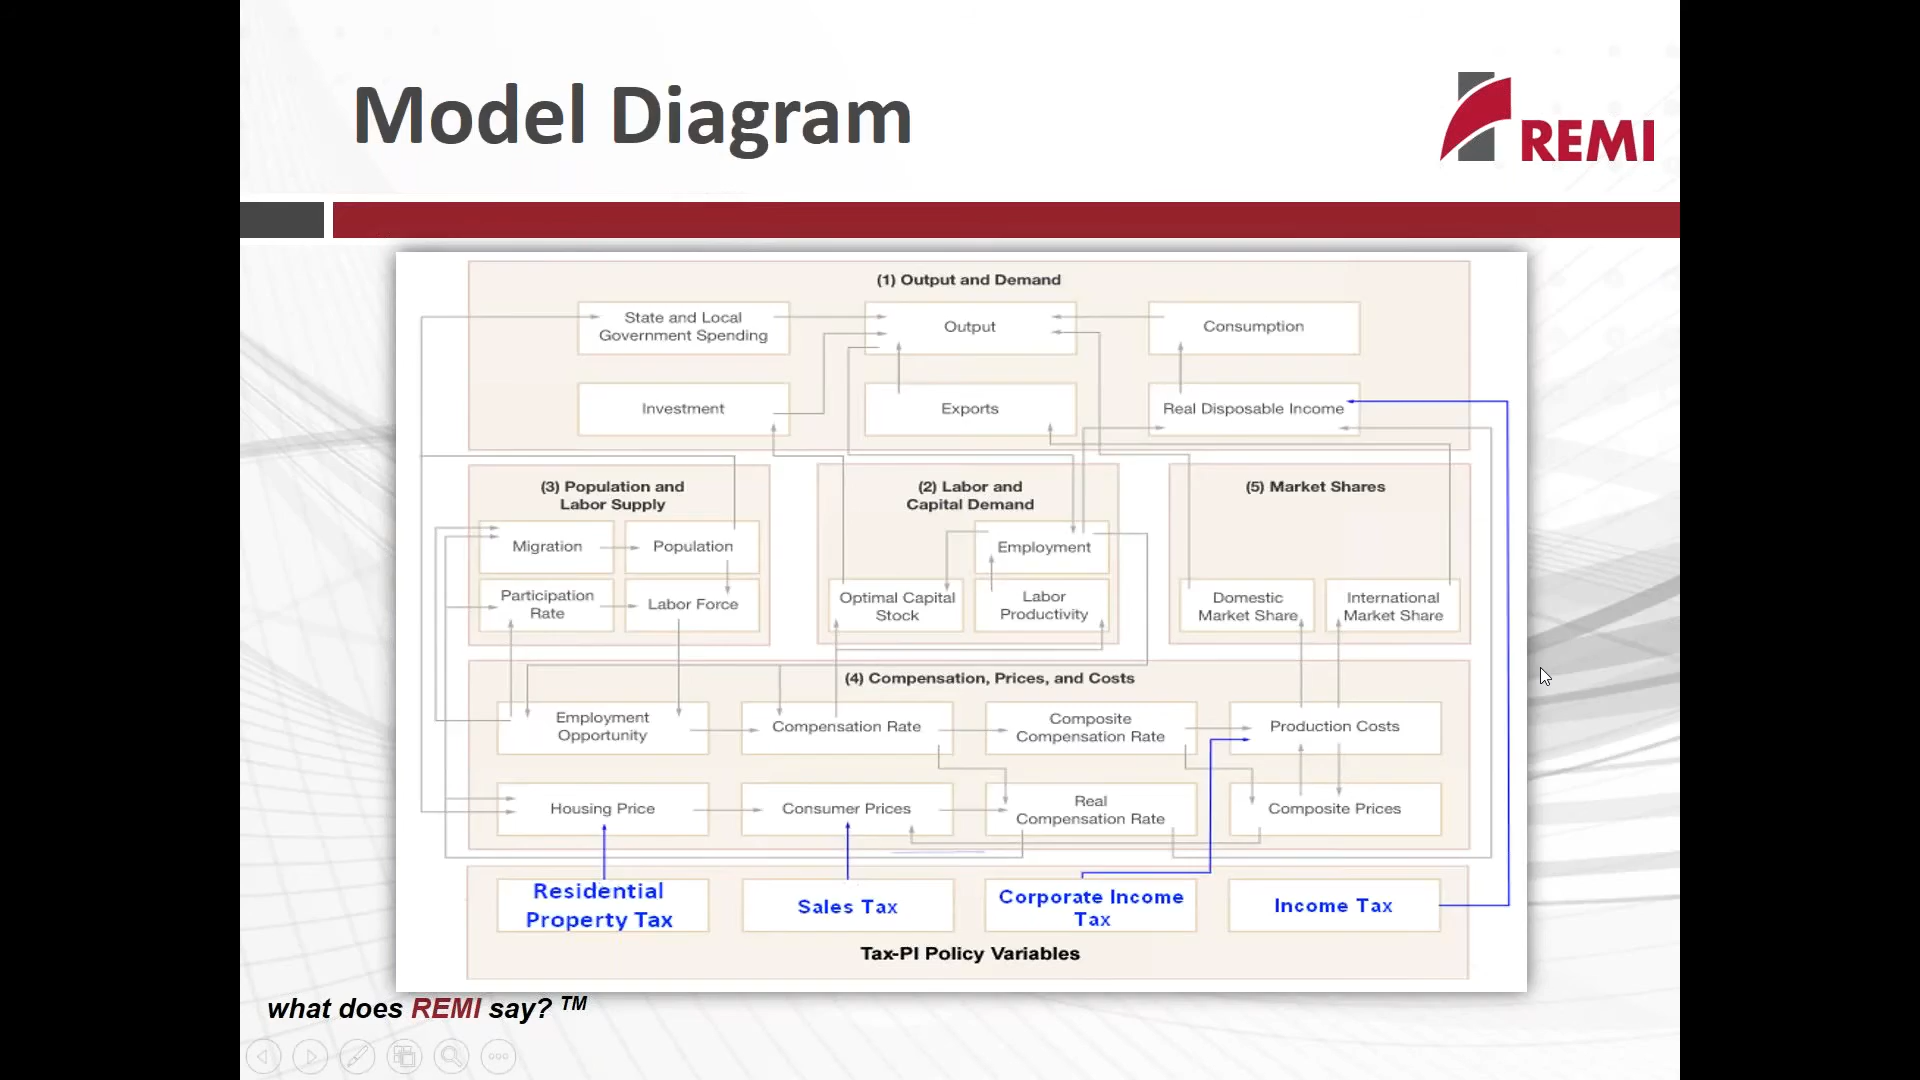 Model Diagram
REMI
(1) Output and Demand
State and Local
Government Spending
Output
Consumption
Investment
Exports
Real Disposable Income
(3) Population and
Labor Supply
Migration
Population
Participation
Rate
Labor Force
(2) Labor and
Capital Demand
Employment
Optimal Capital
Stock
Labor
Productivity
(5) Market Shares
Domestic
Market Share
International
Market Share
(4) Compensation, Prices, and Costs
Employment
Opportunity
Compensation Rate
Composite
Compensation Rate
Production Costs
Housing Price
Consumer Prices
Real
Compensation Rate
Composite Prices
Residential
Property Tax
Sales Tax
Corporate Income
Tax
Income Tax
Tax-PI Policy Variables
what does REMI say? TM